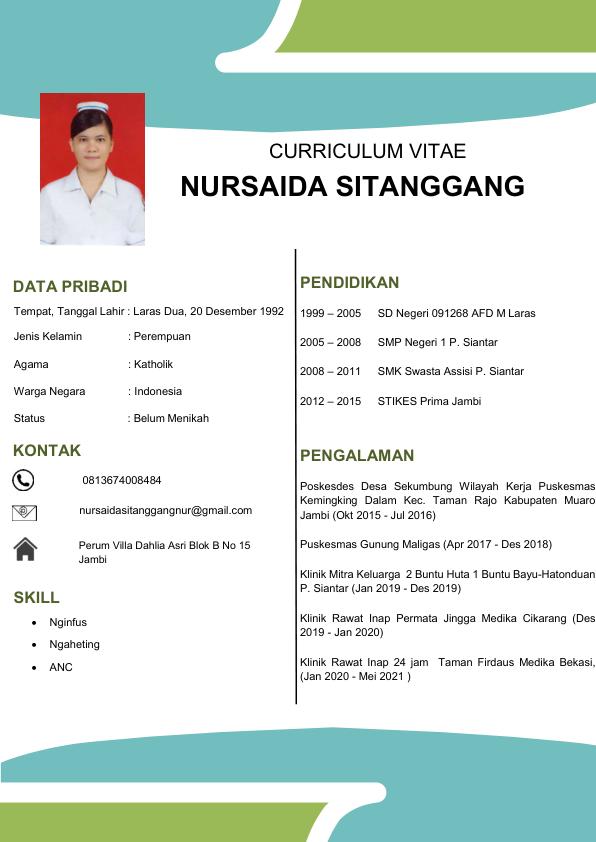 CURRICULUM VITAE
NURSAIDA SITANGGANG
DATA PRIBADI
Tempat, Tanggal Lahir : Laras Dua, 20 Desember 1992
Jenis Kelamin : Perempuan
Agama : Katholik
Warga Negara : Indonesia
Status : Belum Menikah
KONTAK
0813674008484
nursaidasitanggangnur@gmail.com
Perum Villa Dahlia Asri Blok B No 15
Jambi
SKILL
• Nginfus
• Ngaheting
• ANC
PENDIDIKAN
1999 – 2005 SD Negeri 091268 AFD M Laras
2005 – 2008 SMP Negeri 1 P. Siantar
2008 – 2011 SMK Swasta Assisi P. Siantar
2012 – 2015 STIKES Prima Jambi
PENGALAMAN
Poskesdes Desa Sekumbung Wilayah Kerja Puskesmas
Kemingking Dalam Kec. Taman Rajo Kabupaten Muaro
Jambi (Okt 2015 - Jul 2016)
Puskesmas Gunung Maligas (Apr 2017 - Des 2018)
Klinik Mitra Keluarga 2 Buntu Huta 1 Buntu Bayu-Hatonduan
P. Siantar (Jan 2019 - Des 2019)
Klinik Rawat Inap Permata Jingga Medika Cikarang (Des
2019 - Jan 2020)
Klinik Rawat Inap 24 jam Taman Firdaus Medika Bekasi,
(Jan 2020 - Mei 2021 )